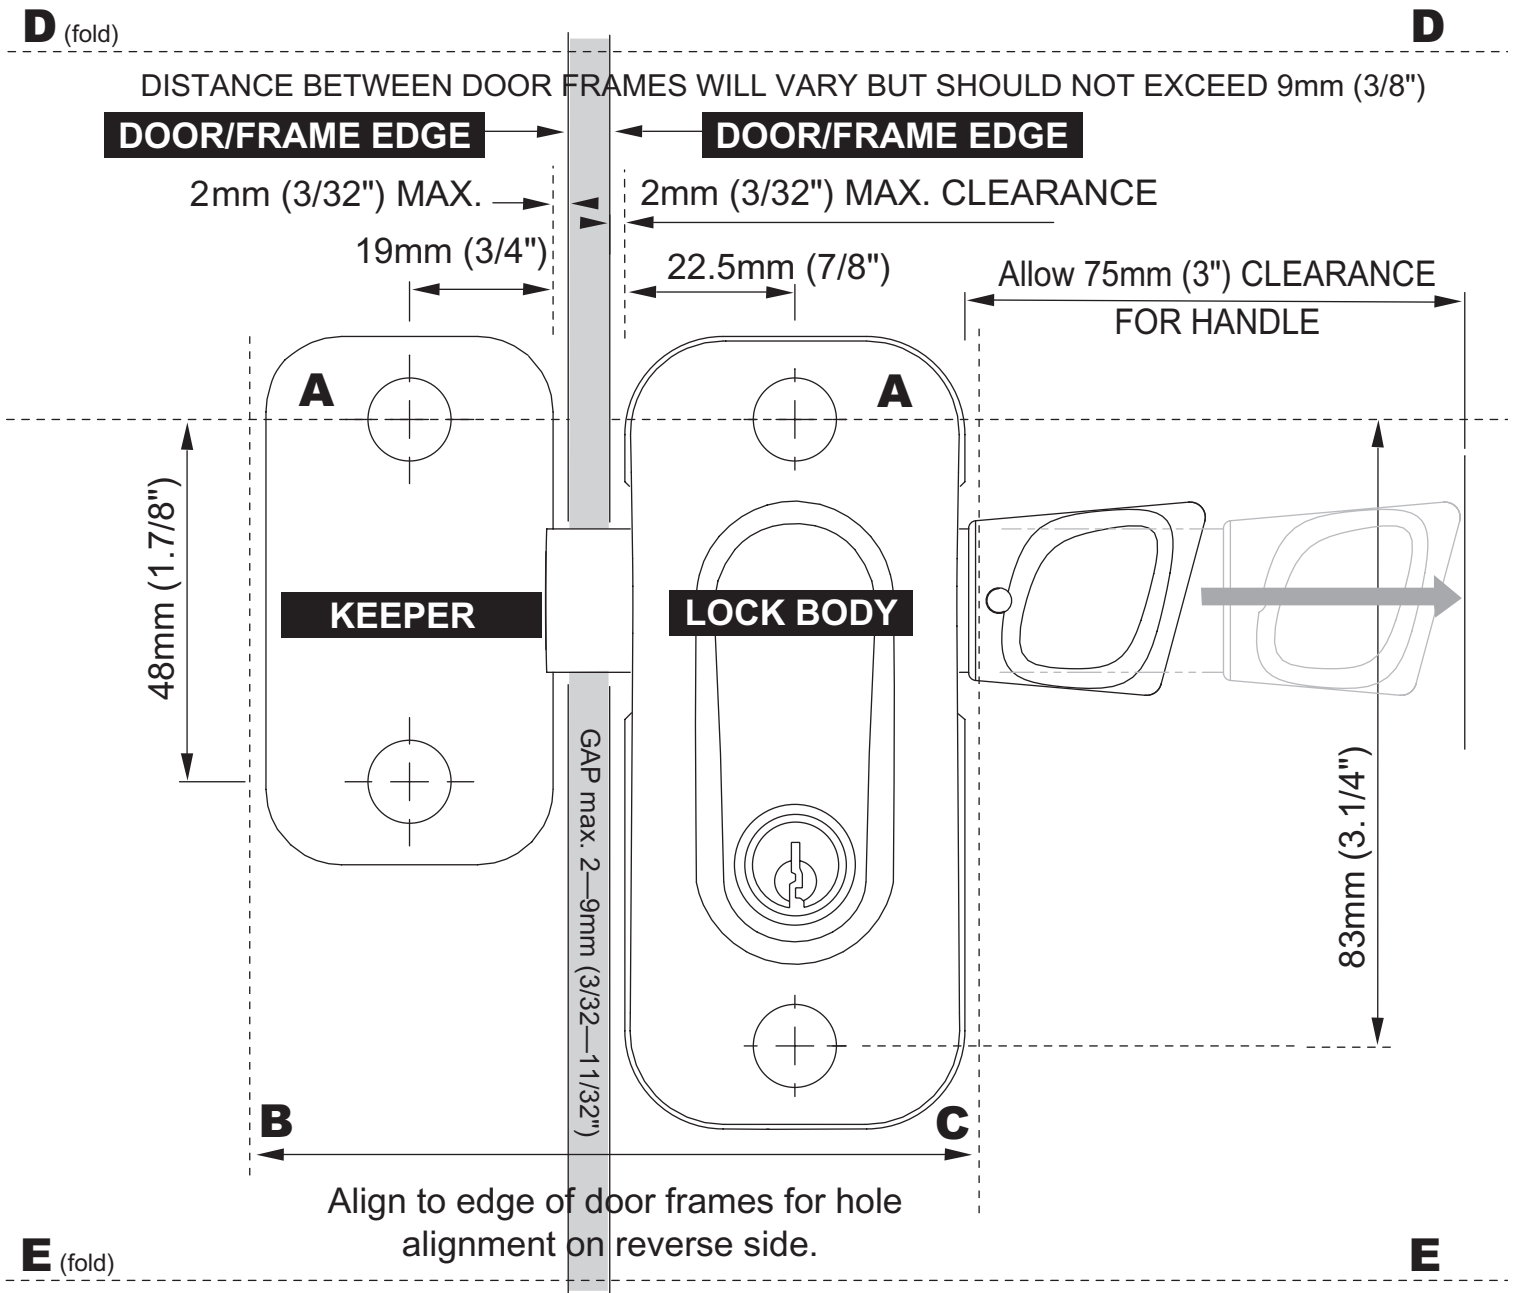 D (fold) D
DISTANCE BETWEEN DOOR FRAMES WILL VARY BUT SHOULD NOT EXCEED 9mm (3/8")
DOOR/FRAME EDGE DOOR/FRAME EDGE
2mm (3/32") MAX. 2mm (3/32") MAX. CLEARANCE
19mm (3/4") 22.5mm (7/8") Allow 75mm (3") CLEARANCE
FOR HANDLE
A A
48mm (1.7/8")
KEEPER LOCK BODY
GAP max. 2—9mm (3/32—11/32")
83mm (3.1/4")
B C
Align to edge of door frames for hole
alignment on reverse side.
E (fold) E